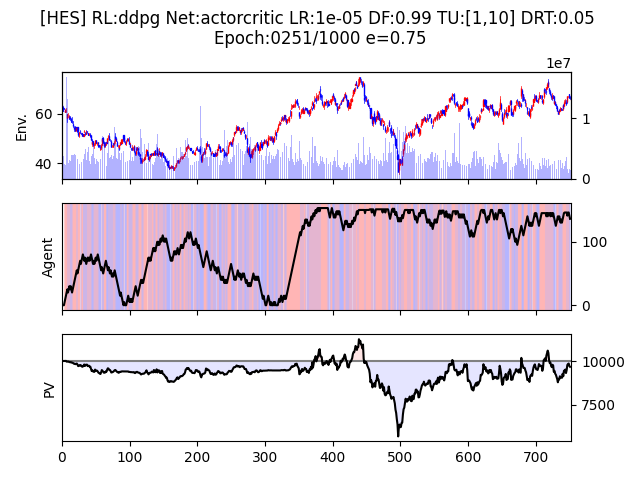 [HES] RL:ddpg Net:actorcritic LR:1e-05 DF:0.99 TU:[1,10] DRT:0.05
Epoch:0251/1000 e=0.75
1e7
Env.
60
40
1
0
Agent
100
0
PV
10000
7500
0 100 200 300 400 500 600 700